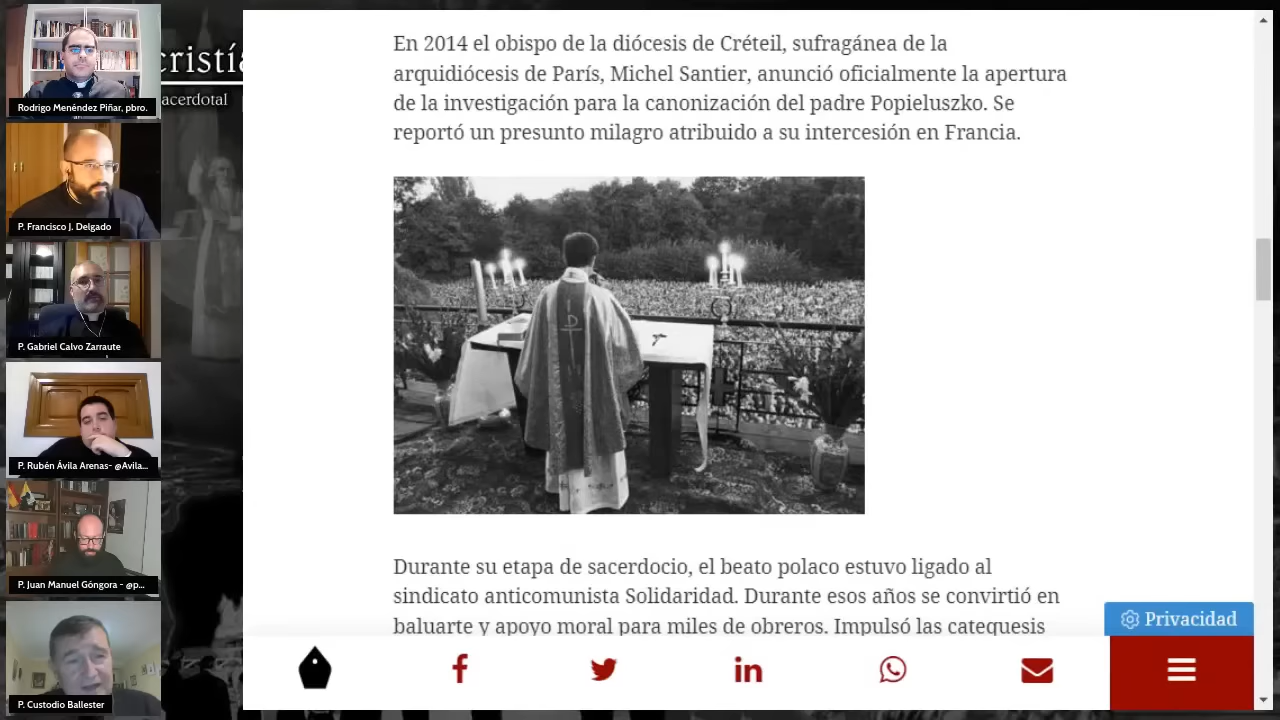 Rodrigo Menéndez Piñar, pbro.
P. Francisco J. Delgado
P. Gabriel Calvo Zarraute
P. Rubén Ávila Arenas- @Avila...
P. Juan Manuel Góngora - @p...
P. Custodio Ballester
cristía
acerdotal
En 2014 el obispo de la diócesis de Créteil, sufragánea de la
arquidiócesis de París, Michel Santier, anunció oficialmente la apertura
de la investigación para la canonización del padre Popieluszko. Se
reportó un presunto milagro atribuido a su intercesión en Francia.
Durante su etapa de sacerdocio, el beato polaco estuvo ligado al
sindicato anticomunista Solidaridad. Durante esos años se convirtió en
baluarte y apoyo moral para miles de obreros. Impulsó las catequesis
Privacidad